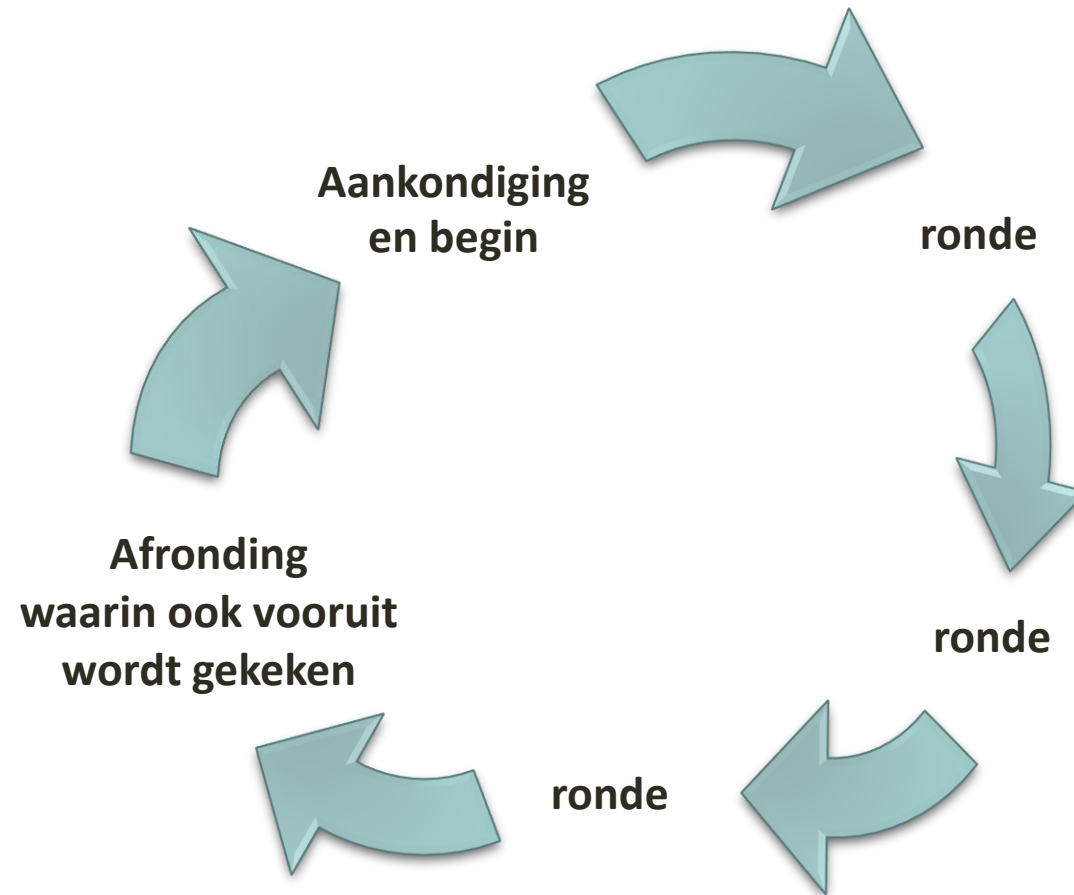 Aankondiging
en begin
ronde
ronde
ronde
Afronding
waarin ook vooruit
wordt gekeken